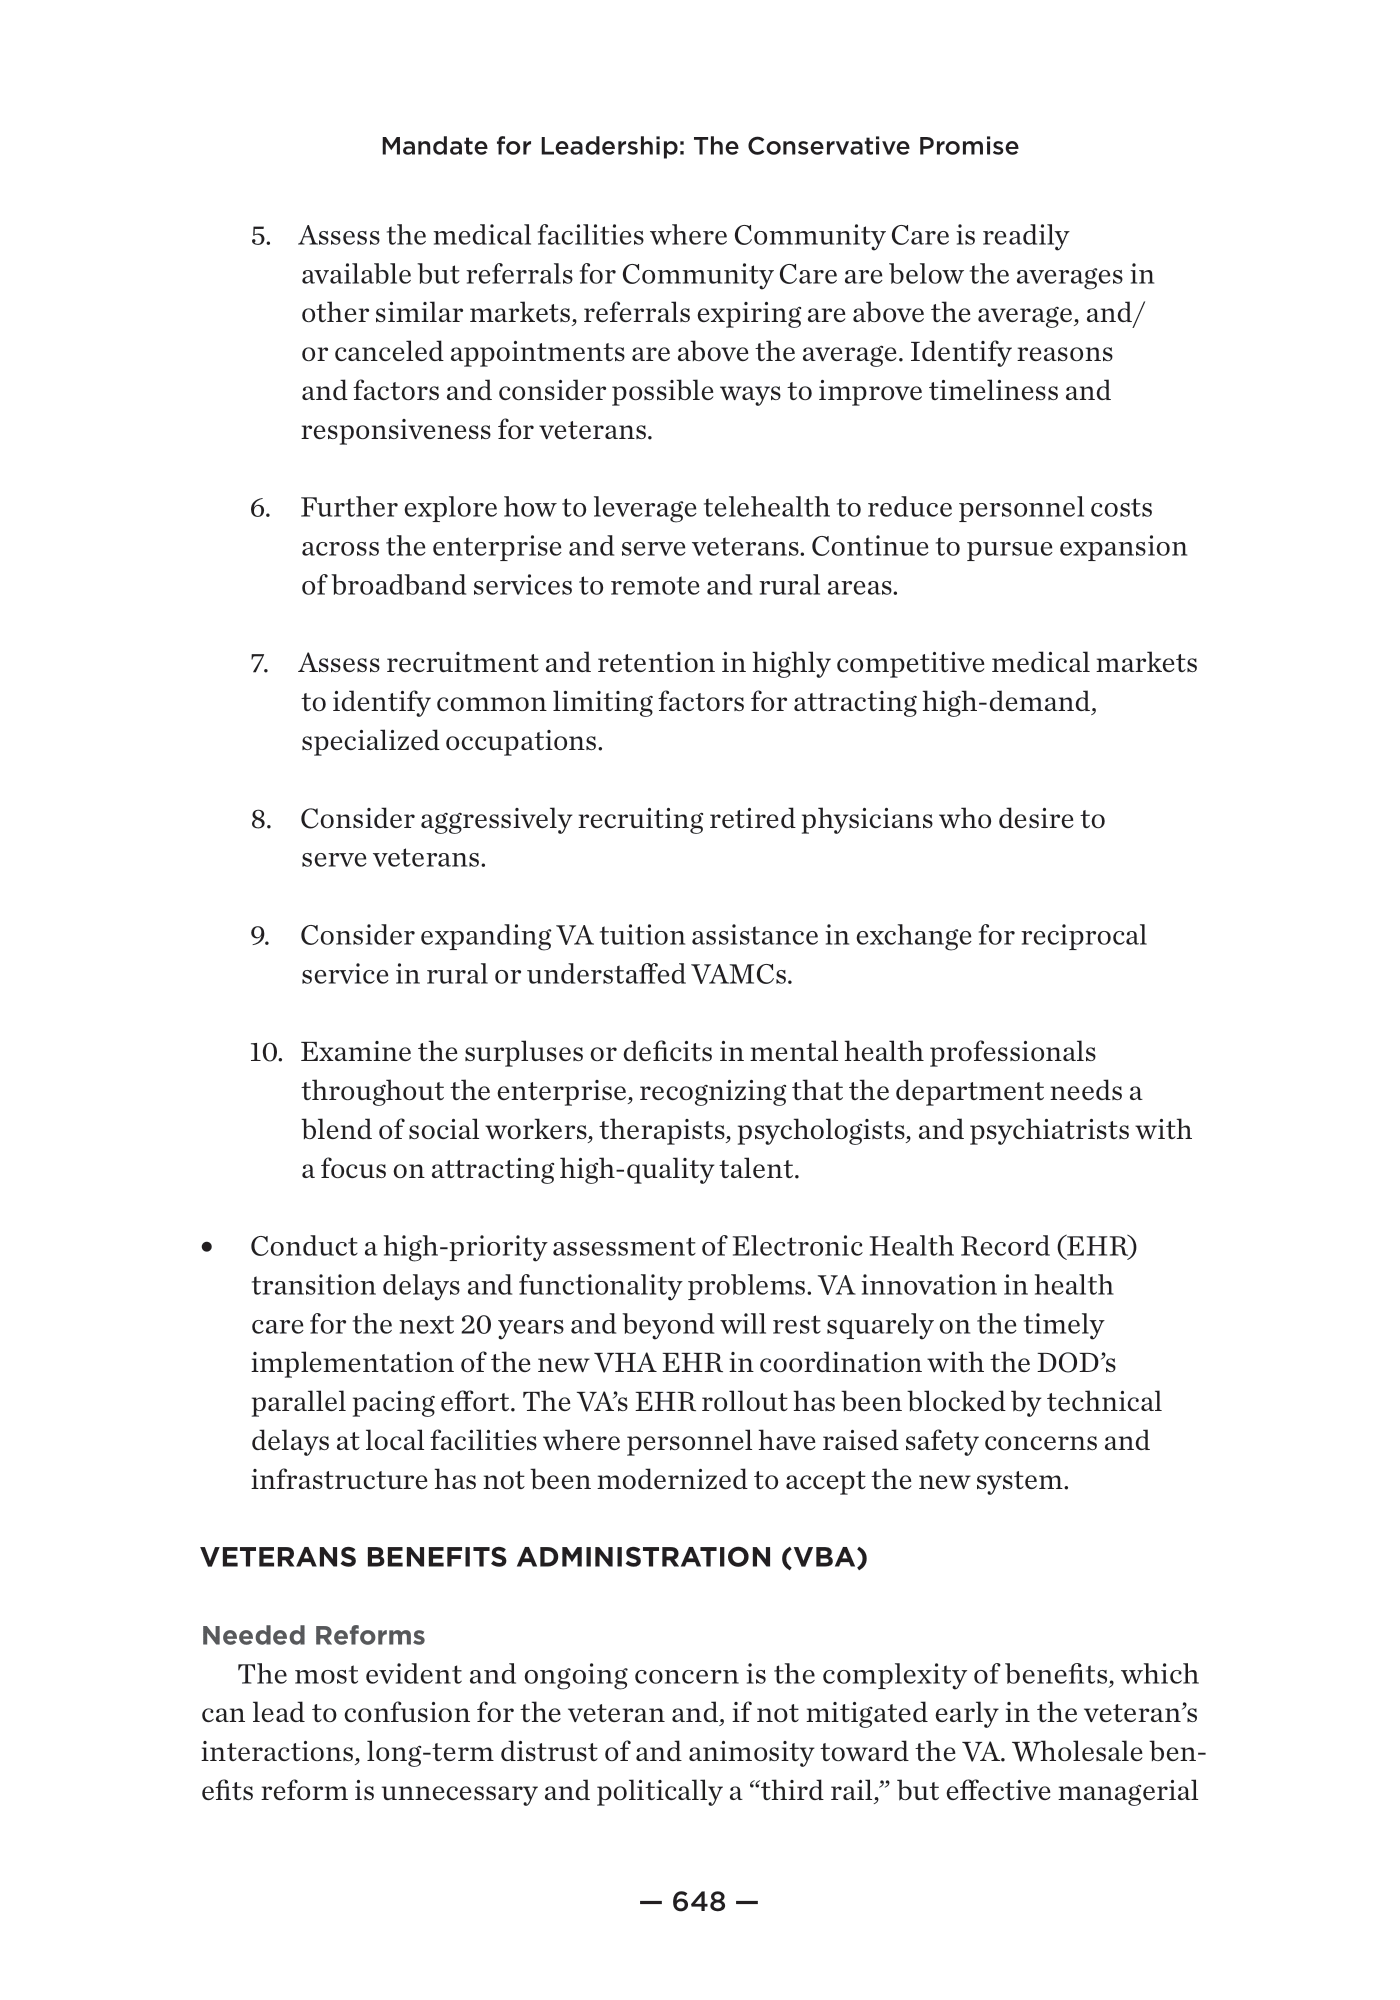 Mandate for Leadership: The Conservative Promise
5. Assess the medical facilities where Community Care is readily
available but referrals for Community Care are below the averages in
other similar markets, referrals expiring are above the average, and/
or canceled appointments are above the average. Identify reasons
and factors and consider possible ways to improve timeliness and
responsiveness for veterans.
6. Further explore how to leverage telehealth to reduce personnel costs
across the enterprise and serve veterans. Continue to pursue expansion
of broadband services to remote and rural areas.
7. Assess recruitment and retention in highly competitive medical markets
to identify common limiting factors for attracting high-demand,
specialized occupations.
8. Consider aggressively recruiting retired physicians who desire to
serve veterans.
9. Consider expanding VA tuition assistance in exchange for reciprocal
service in rural or understaffed VAMCs.
10. Examine the surpluses or deficits in mental health professionals
throughout the enterprise, recognizing that the department needs a
blend of social workers, therapists, psychologists, and psychiatrists with
a focus on attracting high-quality talent.
• Conduct a high-priority assessment of Electronic Health Record (EHR)
transition delays and functionality problems. VA innovation in health
care for the next 20 years and beyond will rest squarely on the timely
implementation of the new VHA EHR in coordination with the DOD’s
parallel pacing effort. The VA’s EHR rollout has been blocked by technical
delays at local facilities where personnel have raised safety concerns and
infrastructure has not been modernized to accept the new system.
VETERANS BENEFITS ADMINISTRATION (VBA)
Needed Reforms
The most evident and ongoing concern is the complexity of benefits, which
can lead to confusion for the veteran and, if not mitigated early in the veteran’s
interactions, long-term distrust of and animosity toward the VA. Wholesale ben-
efits reform is unnecessary and politically a “third rail,” but effective managerial
— 648 —